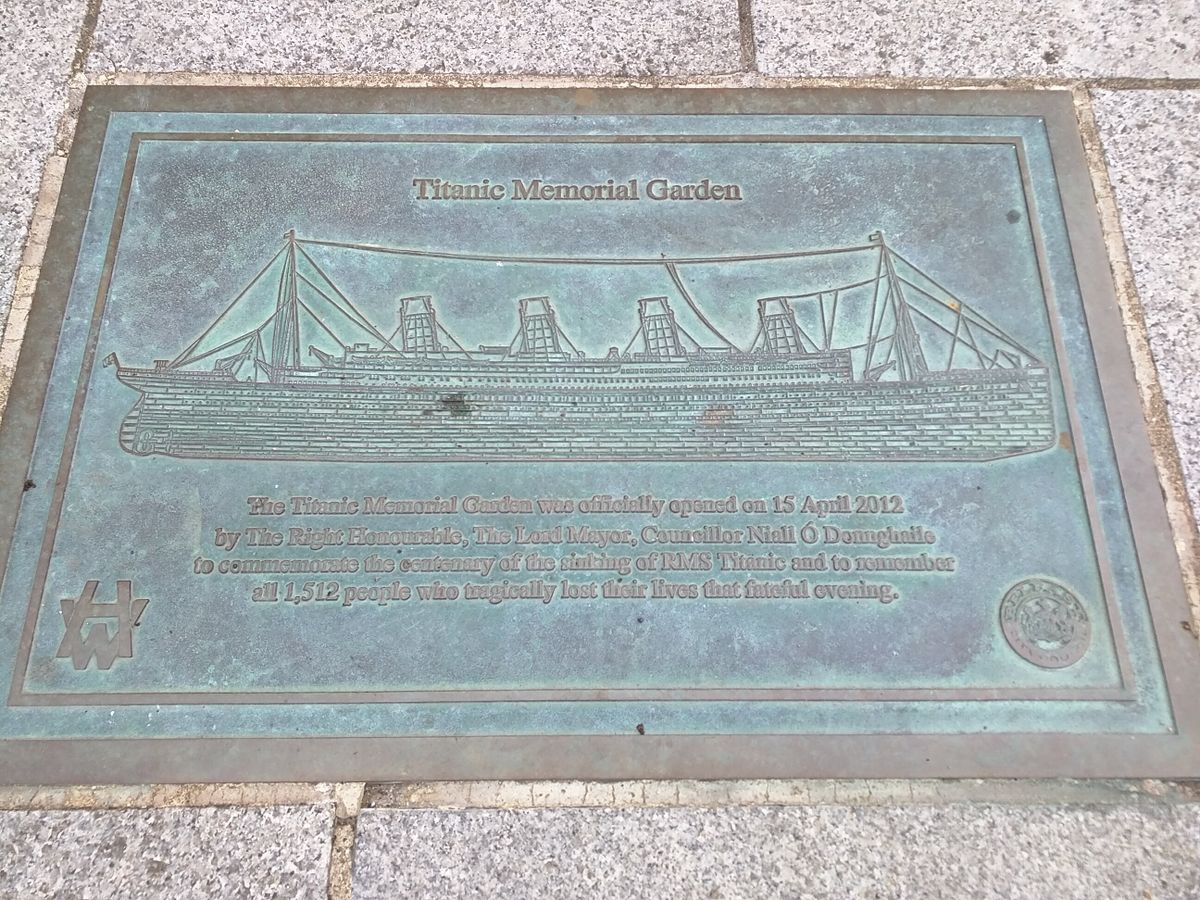 Titanic Memorial Garden
The Titanic Memorial Garden was officially opened on 15 April 2012
by The Right Honourable, The Lord Mayor, Councillor Niall Ó Donnghaile
to commemorate the centenary of the sinking of RMS Titanic and to remember
all 1,512 people who tragically lost their lives that fateful evening.